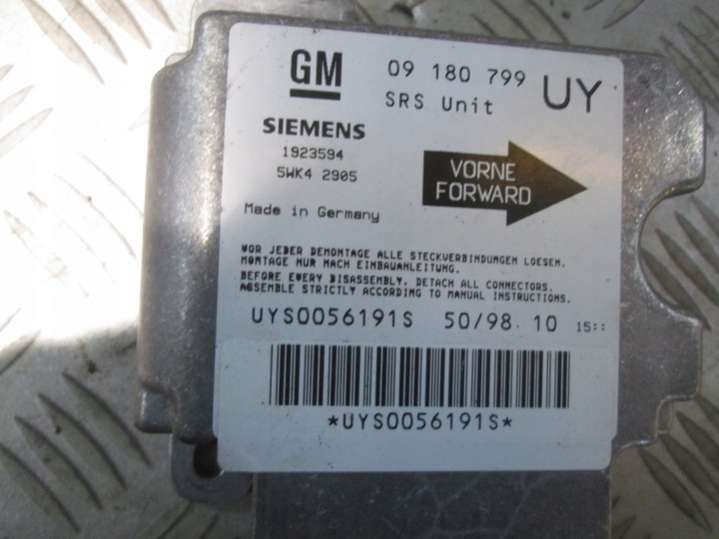 GM 09 180 799 UY
SRS Unit
SIEMENS
1923594
5WK4 2905
VORNE
FORWARD
Made in Germany
VOR JEDER DEMONTAGE ALLE STECKVERBINDUNGEN LOESEN.
MONTAGE NUR NACH EINBAUANLEITUNG.
BEFORE EVERY DISASSEMBLY, DETACH ALL CONNECTORS.
ASSEMBLE STRICTLY ACCORDING TO MANUAL INSTRUCTIONS.
UYS0056191S 50/98 10 15::
*UYS0056191S*